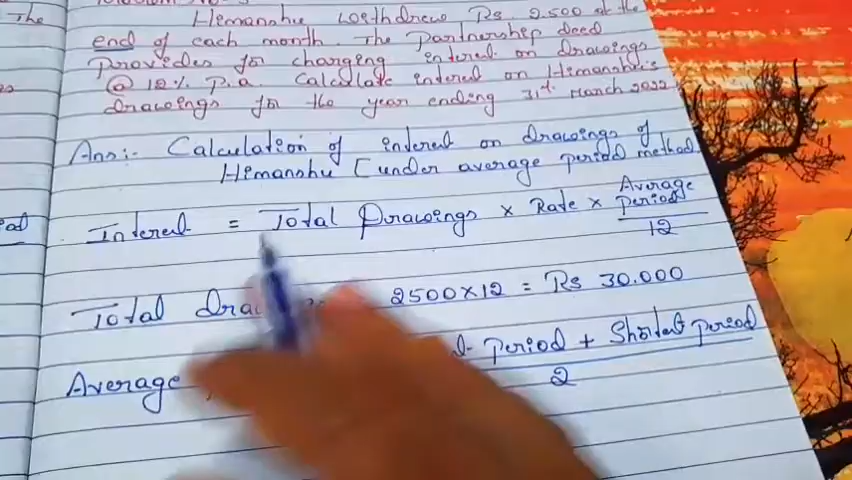 The
Himanshu withdrew Rs. 2.500 at the
end of each month. The Partnership deed
Provides for charging interest on drawings
@ 12% P.a. Calculate interest on Himanshu's
drawings for the year ending 31st March 2022
Ans:- Calculation of interest on drawings of
Himanshu (under average period method
Interest = Total Drawings × Rate × Average Period / 12
Total 2500×12 = Rs 30.000
Average Period + Shortest period / 2